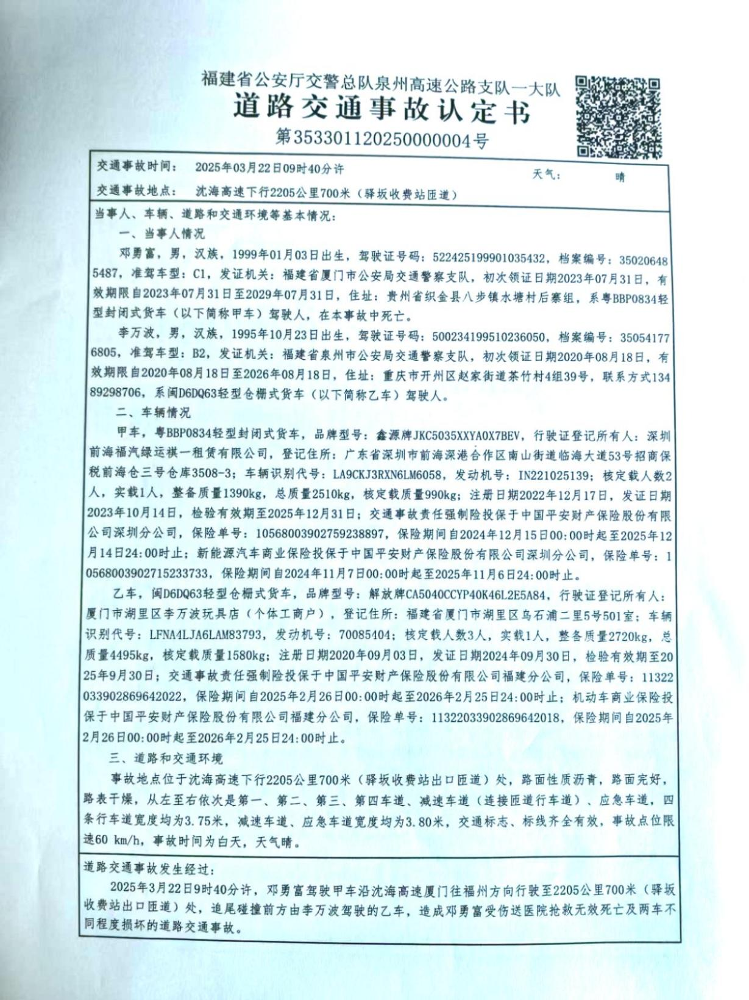 福建省公安厅交警总队泉州高速公路支队一大队
道路交通事故认定书
第353301120250000004号
交通事故时间： 2025年03月22日09时40分许 天气： 晴
交通事故地点： 沈海高速下行2205公里700米（驿坂收费站匝道）
当事人、车辆、道路和交通环境等基本情况：
一、当事人情况
邓勇富，男，汉族，1999年01月03日出生，驾驶证号码：522425199901035432，档案编号：35020648
5487，准驾车型：C1，发证机关：福建省厦门市公安局交通警察支队，初次领证日期2023年07月31日，有
效期限自2023年07月31日至2029年07月31日，住址：贵州省织金县八步镇水塘村后寨组，系粤BBP0834轻
型封闭式货车（以下简称甲车）驾驶人，在本事故中死亡。
李万波，男，汉族，1995年10月23日出生，驾驶证号码：500234199510236050，档案编号：35054177
6805，准驾车型：B2，发证机关：福建省泉州市公安局交通警察支队，初次领证日期2020年08月18日，有
效期限自2020年08月18日至2026年08月18日，住址：重庆市开州区赵家街道茶竹村4组39号，联系方式134
89298706，系闽D6DQ63轻型仓栅式货车（以下简称乙车）驾驶人。
二、车辆情况
甲车，粤BBP0834轻型封闭式货车，品牌型号：鑫源牌JKC5035XXYA0X7BEV，行驶证登记所有人：深圳
前海福汽绿运祺一租赁有限公司，登记住所：广东省深圳市前海深港合作区南山街道临海大道53号招商保
税前海仓三号仓库3508-3；车辆识别代号：LA9CKJ3RXN6LM6058，发动机号：IN221025139；核定载人数2
人，实载1人，整备质量1390kg，总质量2510kg，核定载质量990kg；注册日期2022年12月17日，发证日期
2023年10月14日，检验有效期至2025年12月31日；交通事故责任强制险投保于中国平安财产保险股份有限
公司深圳分公司，保险单号：10568003902759238897，保险期间自2024年12月15日00:00时起至2025年12
月14日24:00时止；新能源汽车商业保险投保于中国平安财产保险股份有限公司深圳分公司，保险单号：1
0568003902715233733，保险期间自2024年11月7日00:00时起至2025年11月6日24:00时止。
乙车，闽D6DQ63轻型仓栅式货车，品牌型号：解放牌CA5040CCYP40K46L2E5A84，行驶证登记所有人：
厦门市湖里区李万波玩具店（个体工商户），登记住所：福建省厦门市湖里区乌石浦二里5号501室；车辆
识别代号：LFNA4LJA6LAM83793，发动机号：70085404；核定载人数3人，实载1人，整备质量2720kg，总
质量4495kg，核定载质量1580kg；注册日期2020年09月03日，发证日期2024年09月30日，检验有效期至20
25年9月30日；交通事故责任强制险投保于中国平安财产保险股份有限公司福建分公司，保险单号：11322
033902869642022，保险期间自2025年2月26日00:00时起至2026年2月25日24:00时止；机动车商业保险投
保于中国平安财产保险股份有限公司福建分公司，保险单号：11322033902869642018，保险期间自2025年
2月26日00:00时起至2026年2月25日24:00时止。
三、道路和交通环境
事故地点位于沈海高速下行2205公里700米（驿坂收费站出口匝道）处，路面性质沥青，路面完好，
路表干燥，从左至右依次是第一、第二、第三、第四车道、减速车道（连接匝道行车道）、应急车道，四
条行车道宽度均为3.75米，减速车道、应急车道宽度均为3.80米，交通标志、标线齐全有效，事故点位限
速60 km/h，事故时间为白天，天气晴。
道路交通事故发生经过：
2025年3月22日9时40分许，邓勇富驾驶甲车沿沈海高速厦门往福州方向行驶至2205公里700米（驿坂
收费站出口匝道）处，追尾碰撞前方由李万波驾驶的乙车，造成邓勇富受伤送医院抢救无效死亡及两车不
同程度损坏的道路交通事故。